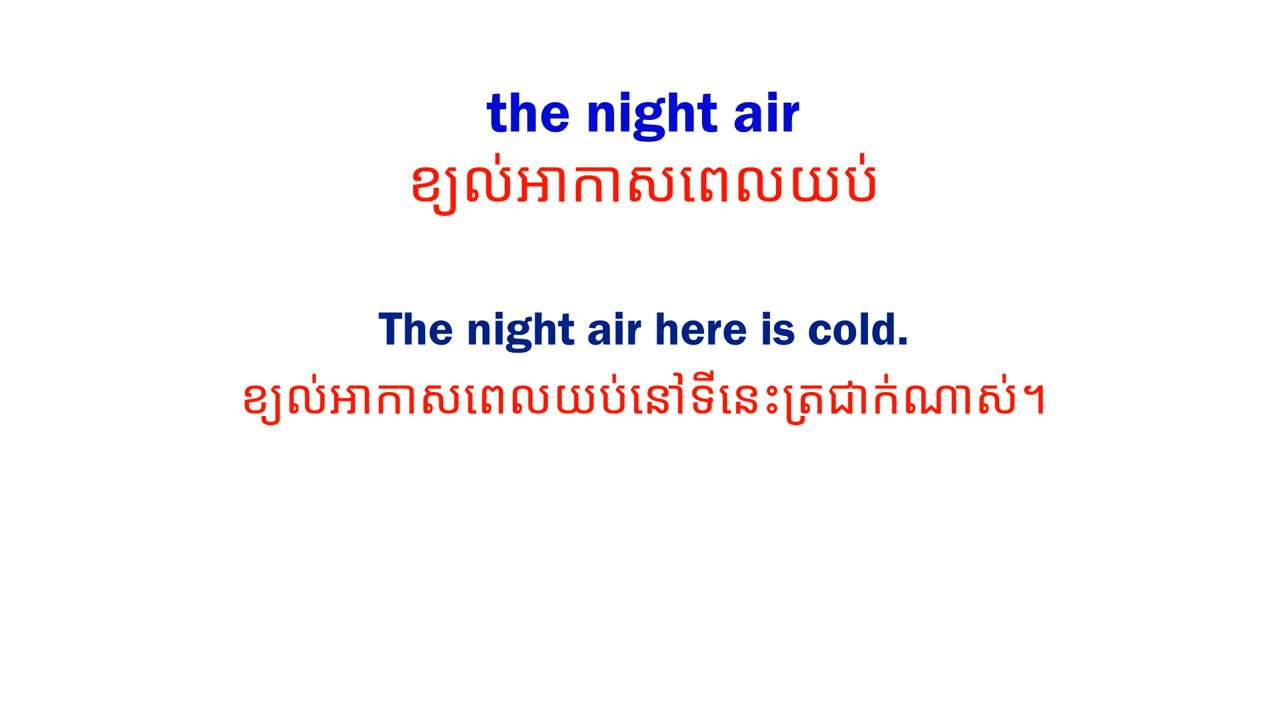 the night air
ខ្យល់អាកាសពេលយប់
The night air here is cold.
ខ្យល់អាកាសពេលយប់នៅទីនេះត្រជាក់ណាស់។